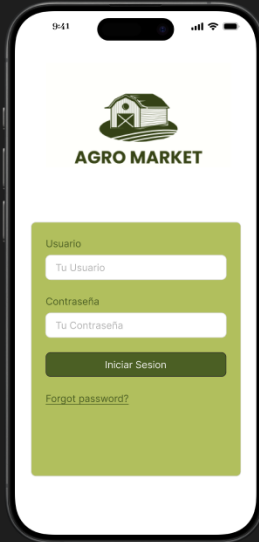 9:41
AGRO MARKET
Usuario
Tu Usuario
Contraseña
Tu Contraseña
Iniciar Sesion
Forgot password?